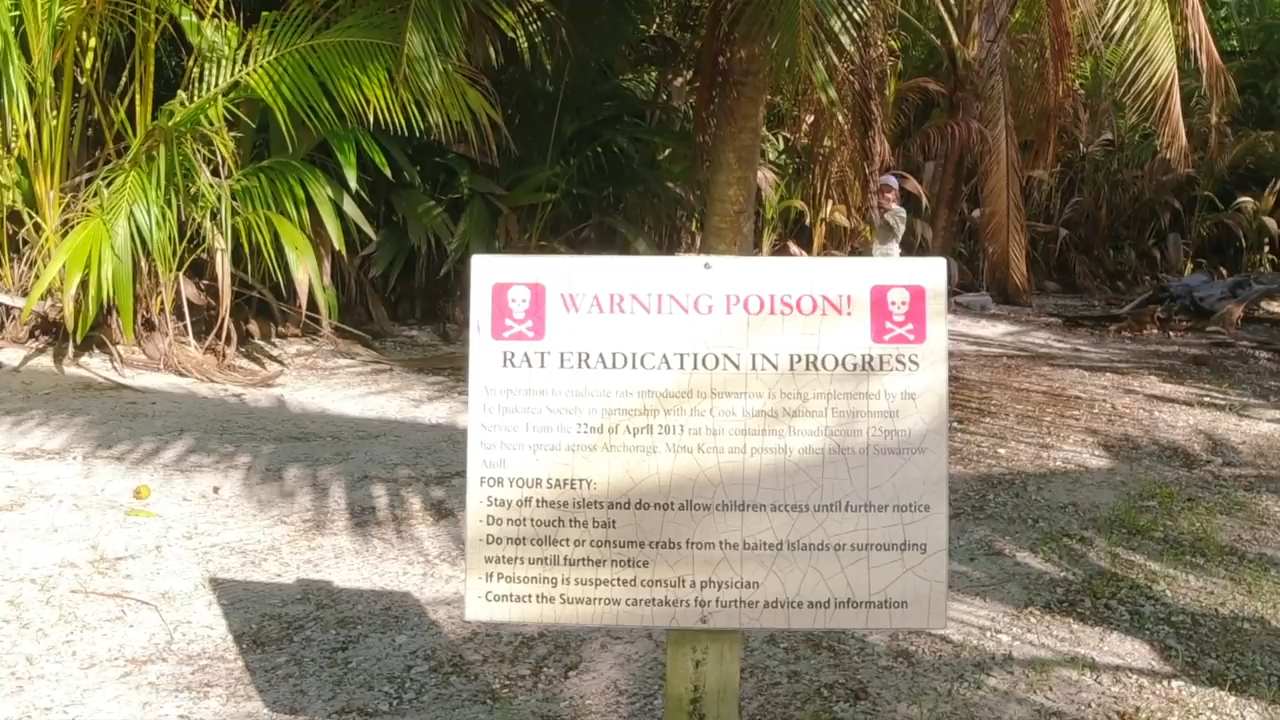 WARNING POISON!
RAT ERADICATION IN PROGRESS
An operation to eradicate rats introduced to Suwarrow is being implemented by the
Te Ipukarea Society in partnership with the Cook Islands National Environment
Service. From the 22nd of April 2013 rat bait containing Broadifacoum (25ppm)
has been spread across Anchorage, Motu Kena and possibly other islets of Suwarrow
Atoll.
FOR YOUR SAFETY:
- Stay off these islets and do not allow children access until further notice
- Do not touch the bait
- Do not collect or consume crabs from the baited islands or surrounding
waters untill further notice
- If Poisoning is suspected consult a physician
- Contact the Suwarrow caretakers for further advice and information